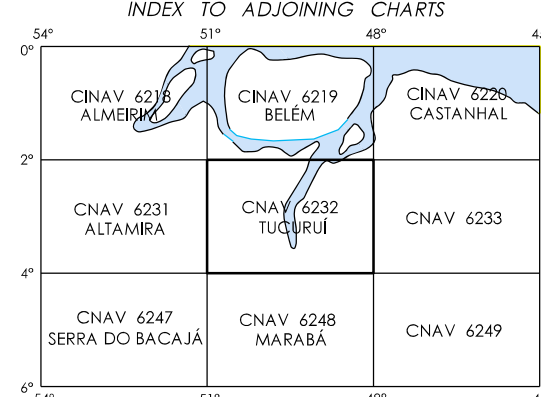 INDEX TO ADJOINING CHARTS
54° 51° 48°
0°
CINAV 6218 CINAV 6219 CINAV 6220
ALMEIRIM BELÉM CASTANHAL
2°
CNAV 6231 CNAV 6232 CNAV 6233
ALTAMIRA TUCURUÍ
4°
CNAV 6247 CNAV 6248 CNAV 6249
SERRA DO BACAJÁ MARABÁ
6°